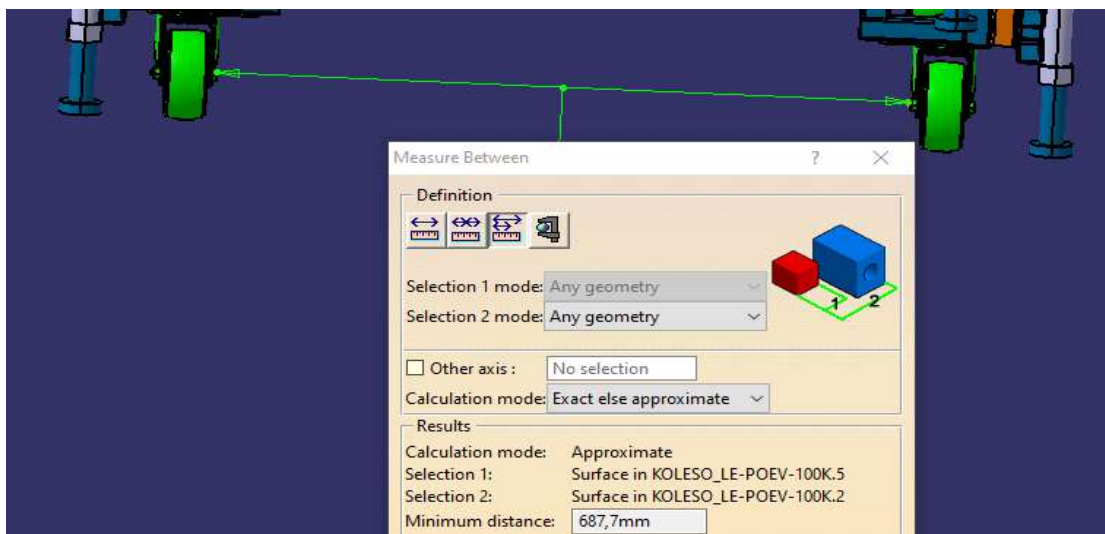 Measure Between ? ×
Definition
Selection 1 mode: Any geometry
Selection 2 mode: Any geometry
1 2
Other axis : No selection
Calculation mode: Exact else approximate
Results
Calculation mode: Approximate
Selection 1: Surface in KOLESO_LE-POEV-100K.5
Selection 2: Surface in KOLESO_LE-POEV-100K.2
Minimum distance: 687,7mm